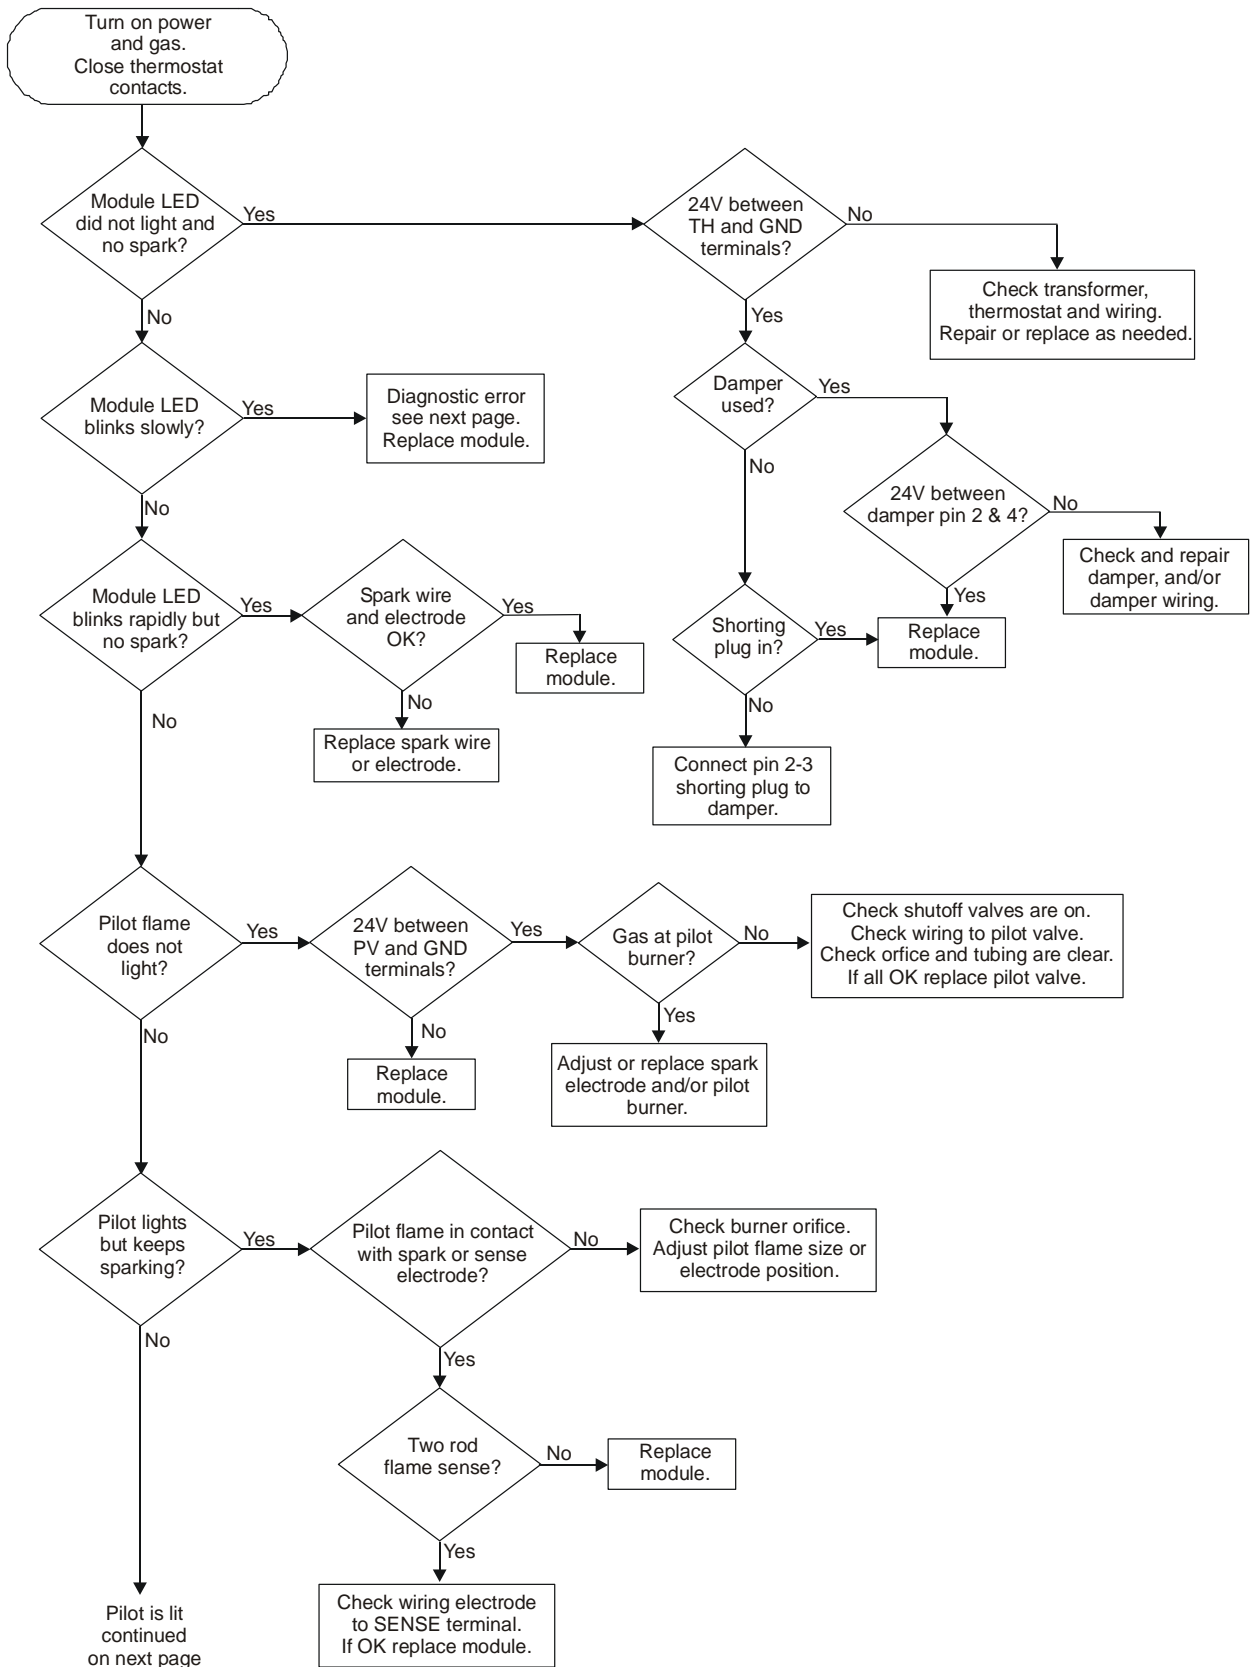 Turn on power
and gas.
Close thermostat
contacts.
Module LED
did not light and
no spark?
Yes
No
24V between
TH and GND
terminals?
No
Yes
Check transformer,
thermostat and wiring.
Repair or replace as needed.
Module LED
blinks slowly?
Yes
No
Diagnostic error
see next page.
Replace module.
Damper
used?
Yes
No
24V between
damper pin 2 & 4?
No
Yes
Check and repair
damper, and/or
damper wiring.
Module LED
blinks rapidly but
no spark?
Yes
No
Spark wire
and electrode
OK?
Yes
No
Replace
module.
Replace spark wire
or electrode.
Shorting
plug in?
Yes
No
Replace
module.
Connect pin 2-3
shorting plug to
damper.
Pilot flame
does not
light?
Yes
No
24V between
PV and GND
terminals?
Yes
No
Replace
module.
Gas at pilot
burner?
No
Yes
Check shutoff valves are on.
Check wiring to pilot valve.
Check orfice and tubing are clear.
If all OK replace pilot valve.
Adjust or replace spark
electrode and/or pilot
burner.
Pilot lights
but keeps
sparking?
Yes
No
Pilot flame in contact
with spark or sense
electrode?
No
Yes
Check burner orifice.
Adjust pilot flame size or
electrode position.
Two rod
flame sense?
No
Yes
Replace
module.
Check wiring electrode
to SENSE terminal.
If OK replace module.
Pilot is lit
continued
on next page